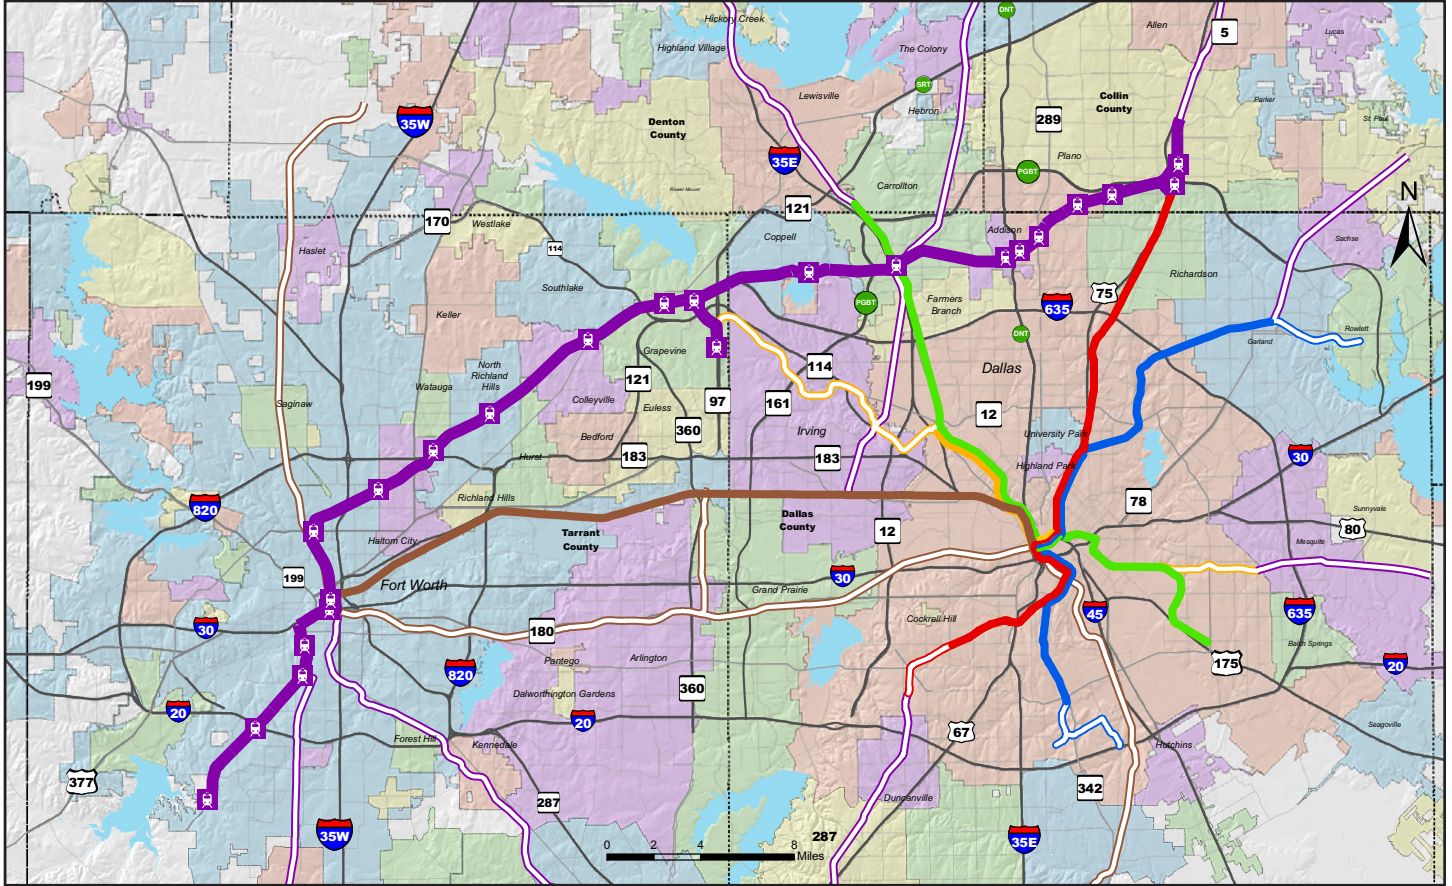 Hickory Creek
DNT
Allen
5
Lucas
Highland Village
The Colony
SRT
Lewisville
Hebron
Collin
County
Parker
35W
Denton
County
289
St. Paul
35E
Plano
PGBT
Carrollton
Flower Mound
N
121
170
Westlake
Coppell
Addison
Sachse
Haslet
114
Richardson
Southlake
75
PGBT
Farmers
Branch
635
Keller
DNT
Rowlett
Garland
Grapevine
North
Richland
Hills
114
Dallas
199
Watauga
121
Colleyville
97
161
Saginaw
Euless
12
360
Irving
Bedford
University Park
183
Hurst
183
30
Highland Park
820
Richland Hills
78
Sunnyvale
Dallas
County
80
Haltom City
Tarrant
County
12
Mesquite
199
Fort Worth
30
Grand Prairie
45
635
Cockrell Hill
30
180
Balch Springs
Pantego
Arlington
175
20
820
Dalworthington Gardens
360
20
20
Seagoville
67
Forest Hill
Kennedale
Hutchins
377
342
287
Duncanville
35W
287
35E
0 2 4 8
Miles